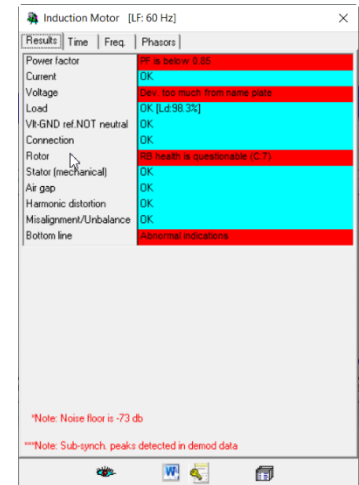 Induction Motor [LF: 60 Hz]
Results Time Freq. Phasors
Power factor PF is below 0.85
Current OK
Voltage Dev. too much from name plate
Load OK [Ld:98.3%]
Vlt-GND ref.NOT neutral OK
Connection OK
Rotor RB health is questionable (C:7)
Stator (mechanical) OK
Air gap OK
Harmonic distortion OK
Misalignment/Unbalance OK
Bottom line Abnormal indications
*Note: Noise floor is -73 db
***Note: Sub-synch. peaks detected in demod data
W